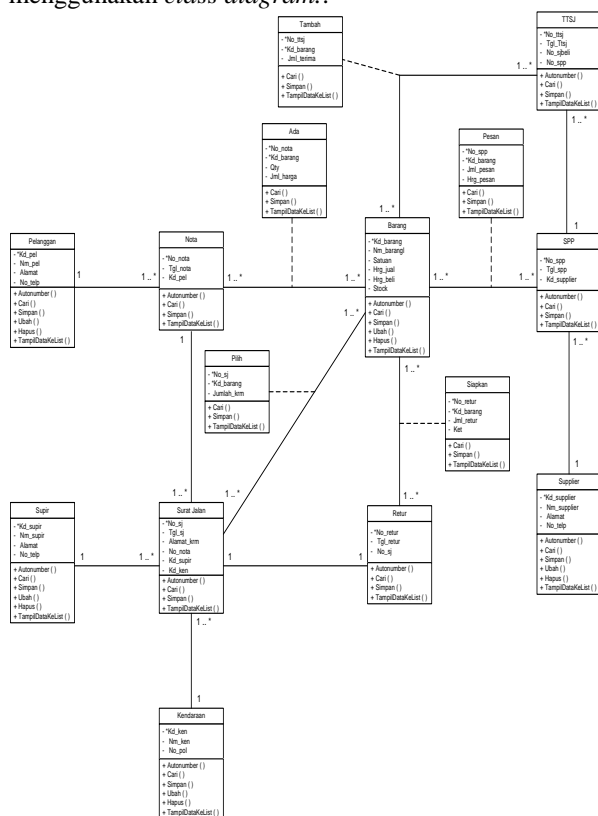 menggunakan class diagram.:
Tambah
- *No_ttsj
- *Kd_barang
- Jml_terima
+ Cari ( )
+ Simpan ( )
+ TampilDataKeList ( )
TTSJ
- *No_ttsj
- Tgl_Ttsj
- No_sjbeli
- No_spp
+ Autonumber ( )
+ Cari ( )
+ Simpan ( )
+ TampilDataKeList ( )
1 .. *
1 .. *
Ada
- *No_nota
- *Kd_barang
- Qty
- Jml_harga
+ Cari ( )
+ Simpan ( )
+ TampilDataKeList ( )
Pesan
- *No_spp
- *Kd_barang
- Jml_pesan
- Hrg_pesan
+ Cari ( )
+ Simpan ( )
+ TampilDataKeList ( )
1 .. *
1
Pelanggan
- *Kd_pel
- Nm_pel
- Alamat
- No_telp
+ Autonumber ( )
+ Cari ( )
+ Simpan ( )
+ Ubah ( )
+ Hapus ( )
+ TampilDataKeList ( )
1
1 .. *
Nota
- *No_nota
- Tgl_nota
- Kd_pel
+ Autonumber ( )
+ Cari ( )
+ Simpan ( )
+ TampilDataKeList ( )
1 .. *
1 .. *
Barang
- *Kd_barang
- Nm_barangl
- Satuan
- Hrg_jual
- Hrg_beli
- Stock
+ Autonumber ( )
+ Cari ( )
+ Simpan ( )
+ Ubah ( )
+ Hapus ( )
+ TampilDataKeList ( )
1 .. *
1 .. *
SPP
- *No_spp
- Tgl_spp
- Kd_supplier
+ Autonumber ( )
+ Cari ( )
+ Simpan ( )
+ TampilDataKeList ( )
1
1 .. *
1 .. *
1 .. *
Pilih
- *No_sj
- *Kd_barang
- Jumlah_krm
+ Cari ( )
+ Simpan ( )
+ TampilDataKeList ( )
Siapkan
- *No_retur
- *Kd_barang
- Jml_retur
- Ket
+ Cari ( )
+ Simpan ( )
+ TampilDataKeList ( )
1 .. *
1 .. *
1 .. *
1
Supir
- *Kd_supir
- Nm_supir
- Alamat
- No_telp
+ Autonumber ( )
+ Cari ( )
+ Simpan ( )
+ Ubah ( )
+ Hapus ( )
+ TampilDataKeList ( )
1
1 .. *
Surat Jalan
- *No_sj
- Tgl_sj
- Alamat_krm
- No_nota
- Kd_supir
- Kd_ken
+ Autonumber ( )
+ Cari ( )
+ Simpan ( )
+ TampilDataKeList ( )
1
1
Retur
- *No_retur
- Tgl_retur
- No_sj
+ Autonumber ( )
+ Cari ( )
+ Simpan ( )
+ TampilDataKeList ( )
Supplier
- *Kd_supplier
- Nm_supplier
- Alamat
- No_telp
+ Autonumber ( )
+ Cari ( )
+ Simpan ( )
+ Ubah ( )
+ Hapus ( )
+ TampilDataKeList ( )
1 .. *
1
Kendaraan
- *Kd_ken
- Nm_ken
- No_pol
+ Autonumber ( )
+ Cari ( )
+ Simpan ( )
+ Ubah ( )
+ Hapus ( )
+ TampilDataKeList ( )